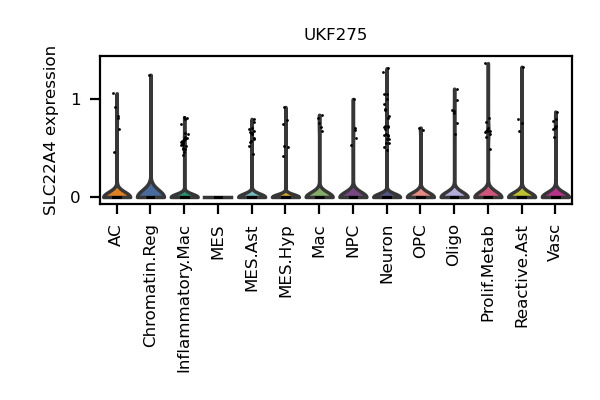 UKF275
SLC22A4 expression
1
0
AC
Chromatin.Reg
Inflammatory.Mac
MES
MES.Ast
MES.Hyp
Mac
NPC
Neuron
OPC
Oligo
Prolif.Metab
Reactive.Ast
Vasc